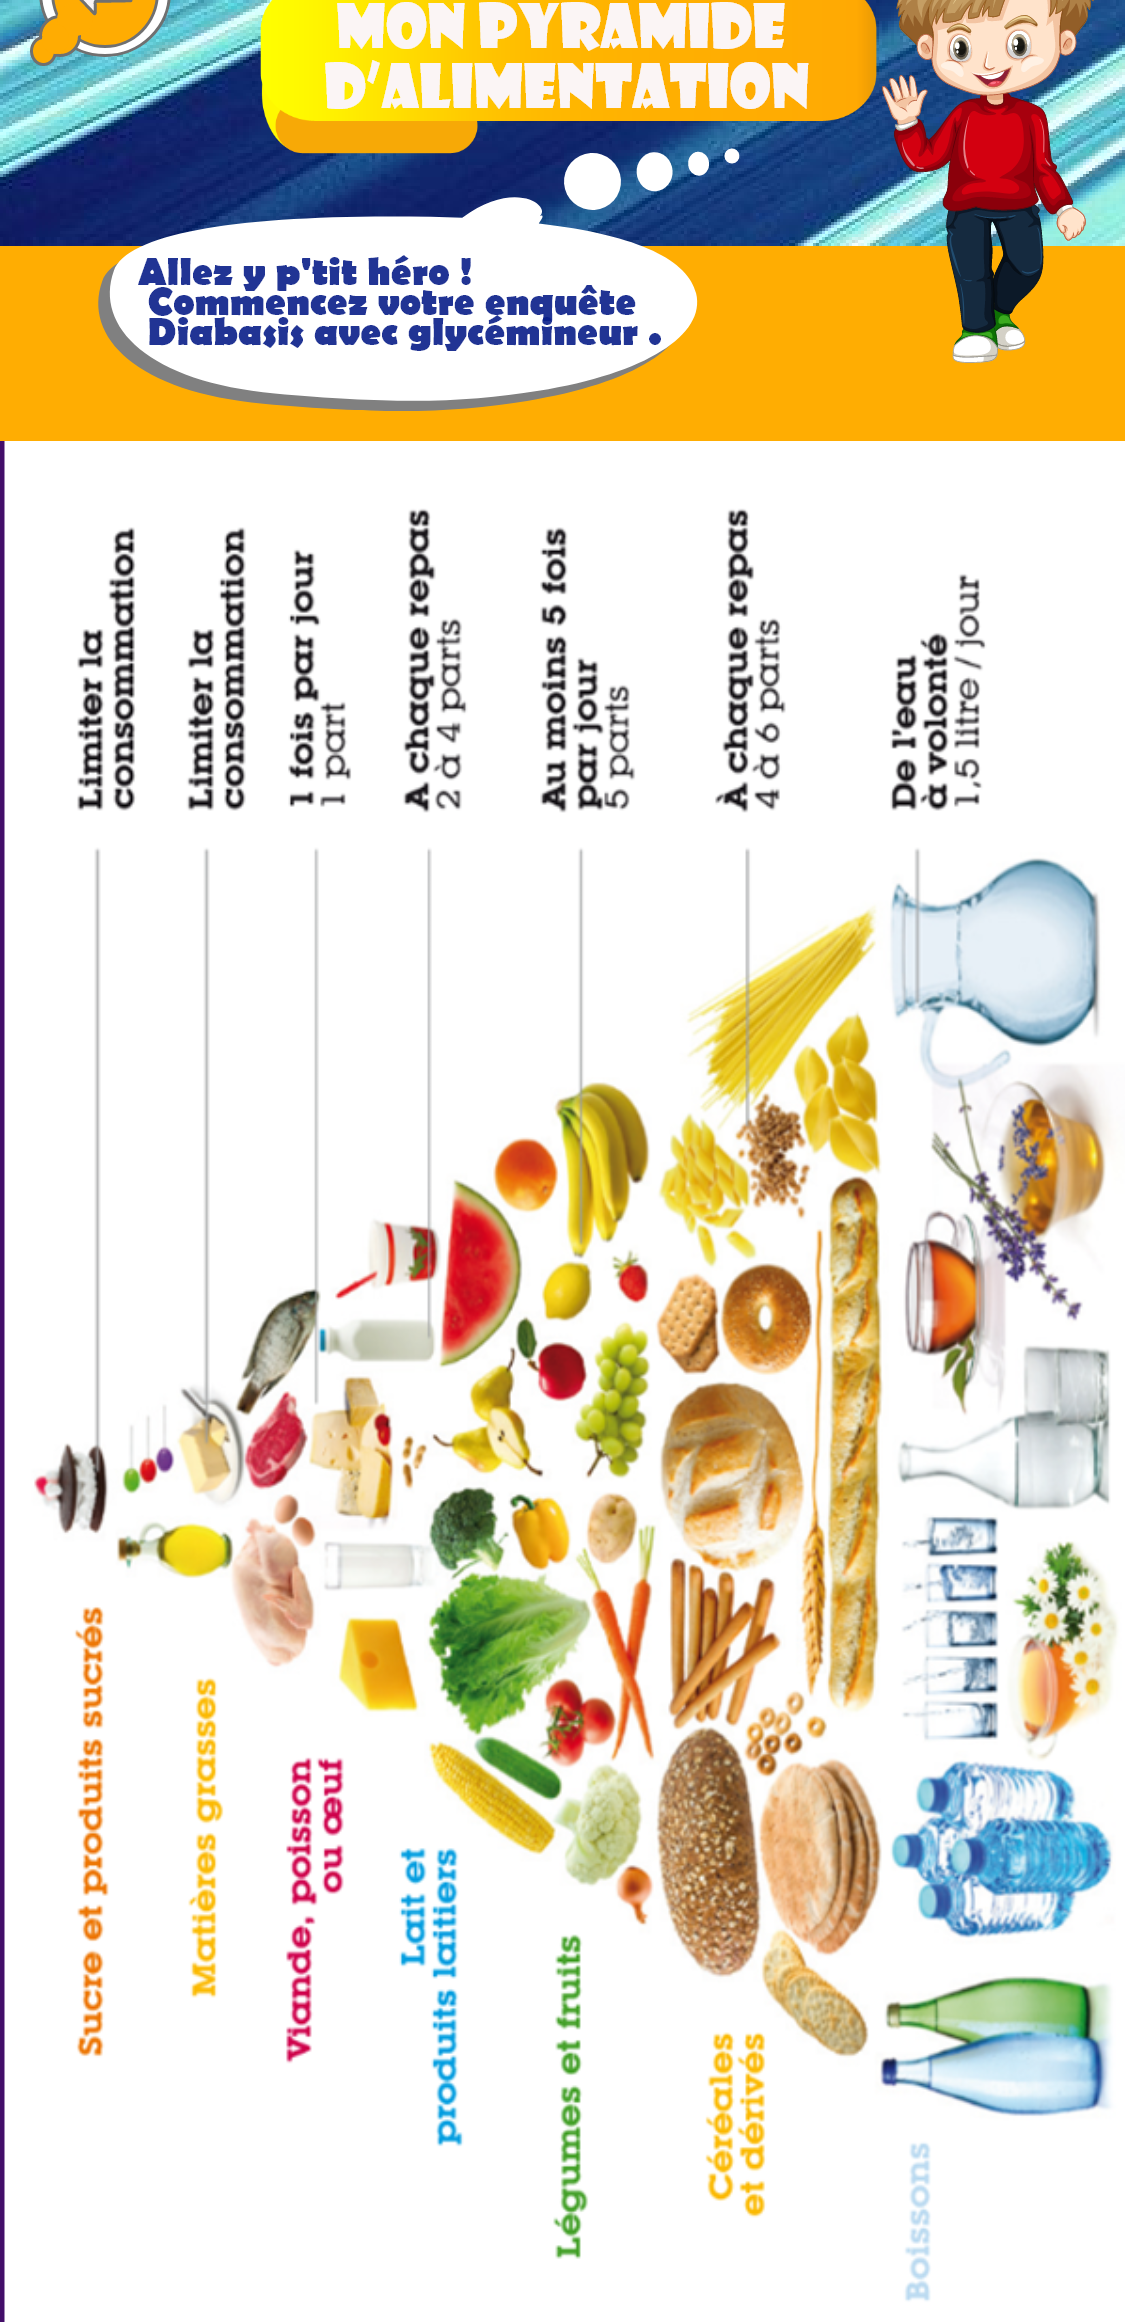 MON PYRAMIDE
D'ALIMENTATION
Allez y p'tit héro !
Commencez votre enquête
Diabasis avec glycémineur .
Sucre et produits sucrés
Limiter la
consommation
Matières grasses
Limiter la
consommation
Viande, poisson
ou œuf
1 fois par jour
1 part
Lait et
produits laitiers
A chaque repas
2 à 4 parts
Légumes et fruits
Au moins 5 fois
par jour
5 parts
Céréales
et dérivés
À chaque repas
4 à 6 parts
Boissons
De l'eau
à volonté
1,5 litre / jour